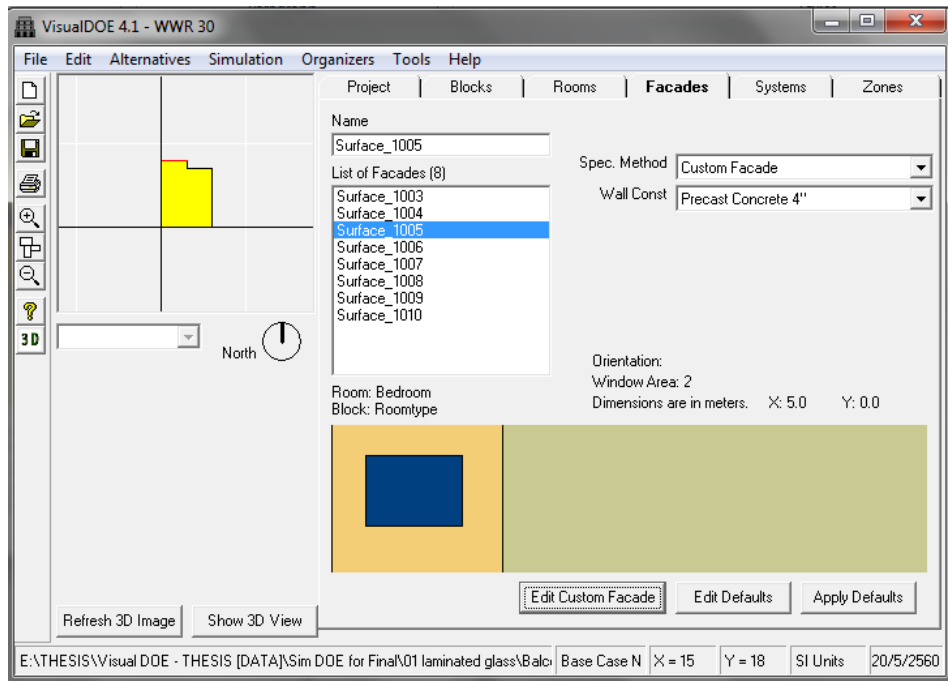 VisualDOE 4.1 - WWR 30
File Edit Alternatives Simulation Organizers Tools Help
Project Blocks Rooms Facades Systems Zones
Name
Surface_1005
Spec. Method Custom Facade
List of Facades (8)
Wall Const Precast Concrete 4"
Surface_1003
Surface_1004
Surface_1005
Surface_1006
Surface_1007
Surface_1008
Surface_1009
Surface_1010
3D
North
Orientation:
Window Area: 2
Room: Bedroom
Block: Roomtype
Dimensions are in meters. X: 5.0 Y: 0.0
Edit Custom Facade Edit Defaults Apply Defaults
Refresh 3D Image Show 3D View
E:\THESIS\Visual DOE - THESIS [DATA]\Sim DOE for Final\01 laminated glass\Balc Base Case N X = 15 Y = 18 SI Units 20/5/2560